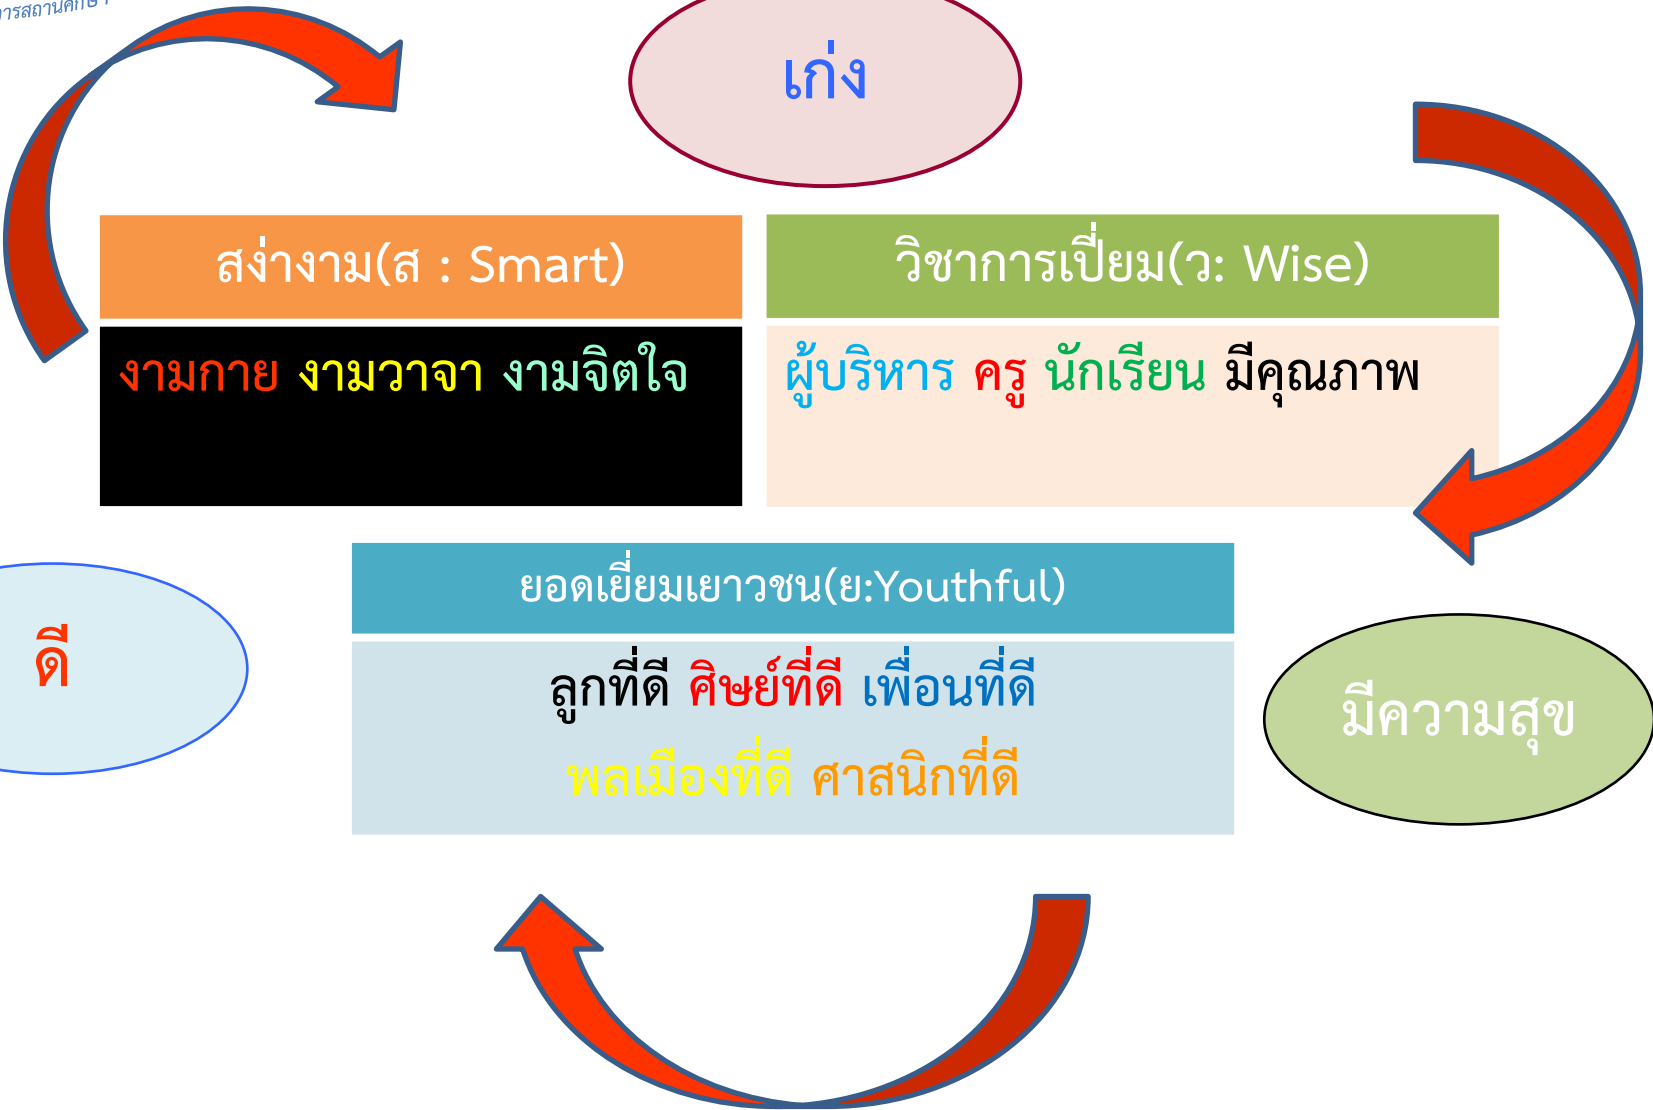 เก่ง
สง่างาม(ส : Smart)
วิชาการเปี่ยม(ว: Wise)
งามกาย งามวาจา งามจิตใจ
ผู้บริหาร ครู นักเรียน มีคุณภาพ
ยอดเยี่ยมเยาวชน(ย:Youthful)
ลูกที่ดี ศิษย์ที่ดี เพื่อนที่ดี
พลเมืองที่ดี ศาสนิกที่ดี
ดี
มีความสุข